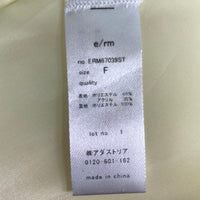 e/rm
no. ERM67039ST
size
F
quality
表地 ポリエステル
アクリル
裏地 ポリエステル
lot no. 1
㈱アダストリア
0120-601-162
made in china